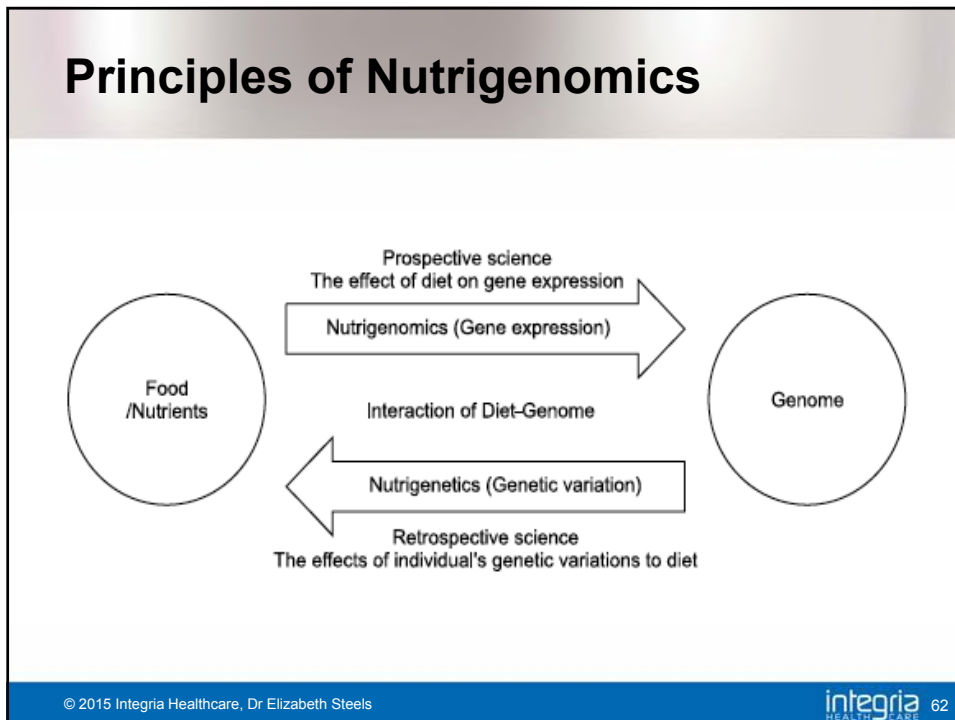 Principles of Nutrigenomics
Prospective science
The effect of diet on gene expression
Nutrigenomics (Gene expression)
Food
/Nutrients
Interaction of Diet–Genome
Genome
Nutrigenetics (Genetic variation)
Retrospective science
The effects of individual's genetic variations to diet
© 2015 Integria Healthcare, Dr Elizabeth Steels
integria
HEALTHCARE
62